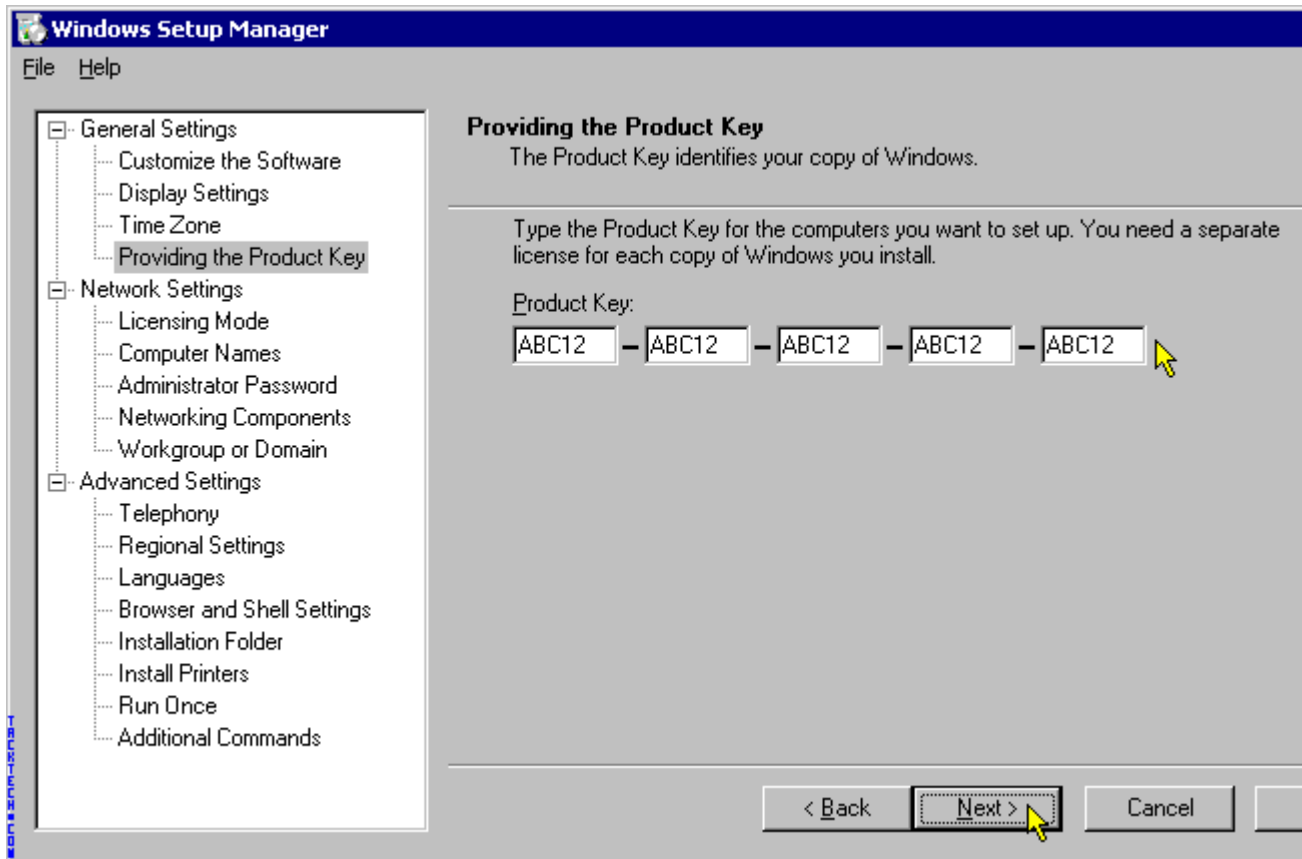 Windows Setup Manager
File Help
General Settings
Customize the Software
Display Settings
Time Zone
Providing the Product Key
Network Settings
Licensing Mode
Computer Names
Administrator Password
Networking Components
Workgroup or Domain
Advanced Settings
Telephony
Regional Settings
Languages
Browser and Shell Settings
Installation Folder
Install Printers
Run Once
Additional Commands
Providing the Product Key
The Product Key identifies your copy of Windows.
Type the Product Key for the computers you want to set up. You need a separate
license for each copy of Windows you install.
Product Key:
ABC12 – ABC12 – ABC12 – ABC12 – ABC12
< Back Next > Cancel
TACKTECH.COM